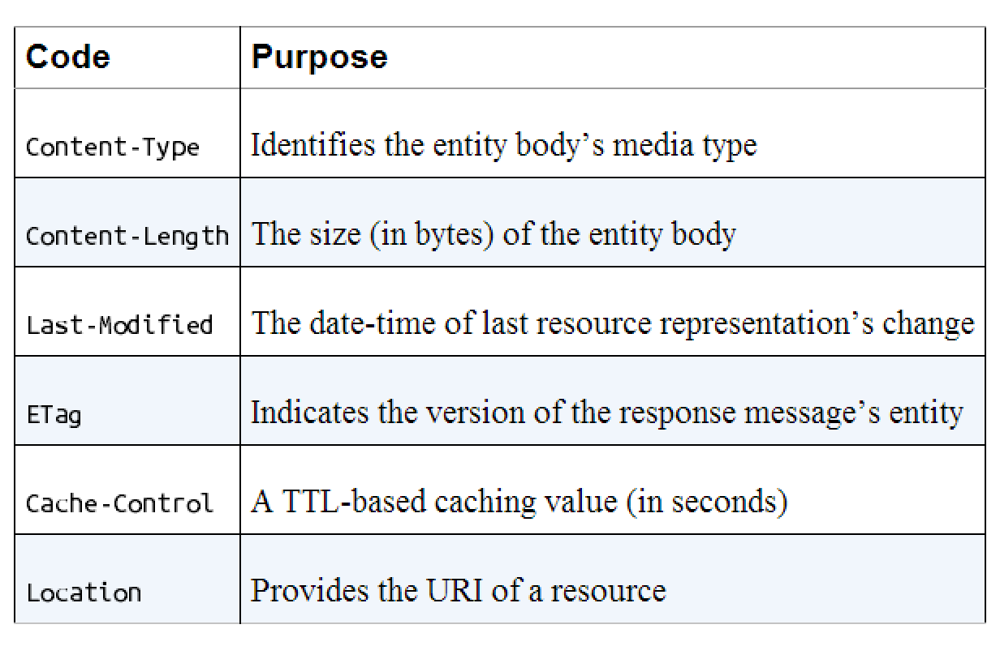 Code Purpose
Content-Type Identifies the entity body’s media type
Content-Length The size (in bytes) of the entity body
Last-Modified The date-time of last resource representation’s change
ETag Indicates the version of the response message’s entity
Cache-Control A TTL-based caching value (in seconds)
Location Provides the URI of a resource